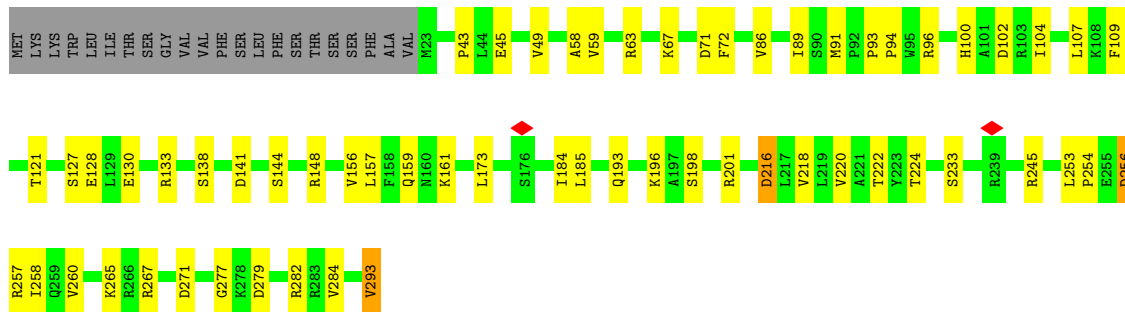 MET LYS LYS TRP LEU ILE THR SER GLY VAL VAL PHE SER LEU PHE SER THR SER SER PHE ALA VAL M23 P43 L44 E45 V49 A58 V59 R63 K67 D71 F72 V86 I89 S90 M91 P92 P93 P94 W95 R96 H100 A101 D102 R103 I104 L107 K108 F109
T121 S127 E128 L129 E130 R133 S138 D141 S144 R148 V156 L157 F158 Q159 N160 K161 L173 S176 I184 L185 Q193 K196 A197 S198 R201 D216 L217 V218 L219 V220 A221 T222 Y223 T224 S233 R239 R245 L253 P254 E255
R257 I258 Q259 V260 K265 R266 R267 D271 G277 K278 D279 R282 R283 V284 V293